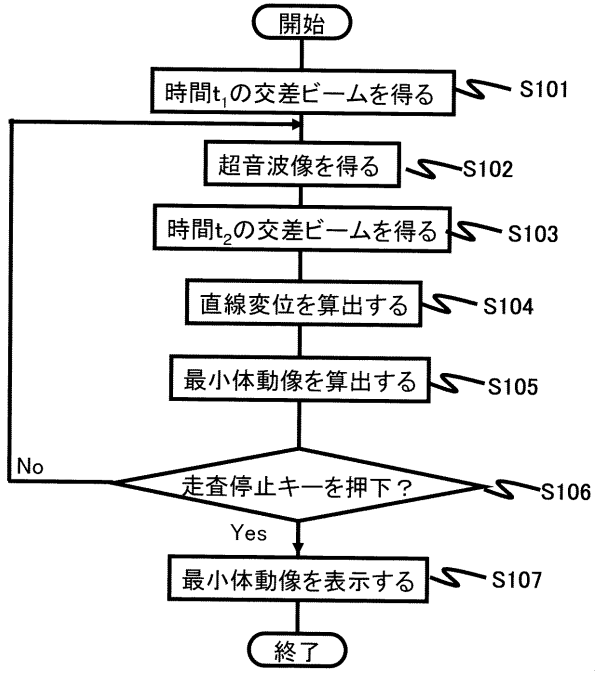 開始
時間t1の交差ビームを得る
S101
超音波像を得る
S102
時間t2の交差ビームを得る
S103
直線変位を算出する
S104
最小体動像を算出する
S105
走査停止キーを押下？
S106
No
Yes
最小体動像を表示する
S107
終了